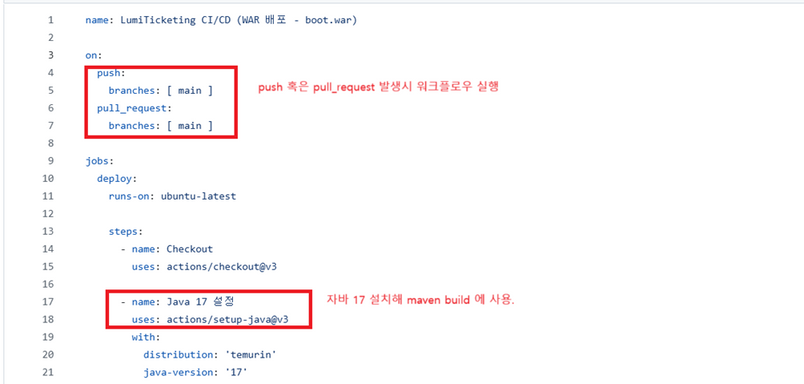 1 name: LumiTicketing CI/CD (WAR 배포 - boot.war)
2
3 on:
4 push:
5 branches: [ main ]
push 혹은 pull_request 발생시 워크플로우 실행
6 pull_request:
7 branches: [ main ]
8
9 jobs:
10 deploy:
11 runs-on: ubuntu-latest
12
13 steps:
14 - name: Checkout
15 uses: actions/checkout@v3
16
17 - name: Java 17 설정
자바 17 설치해 maven build 에 사용.
18 uses: actions/setup-java@v3
19 with:
20 distribution: 'temurin'
21 java-version: '17'